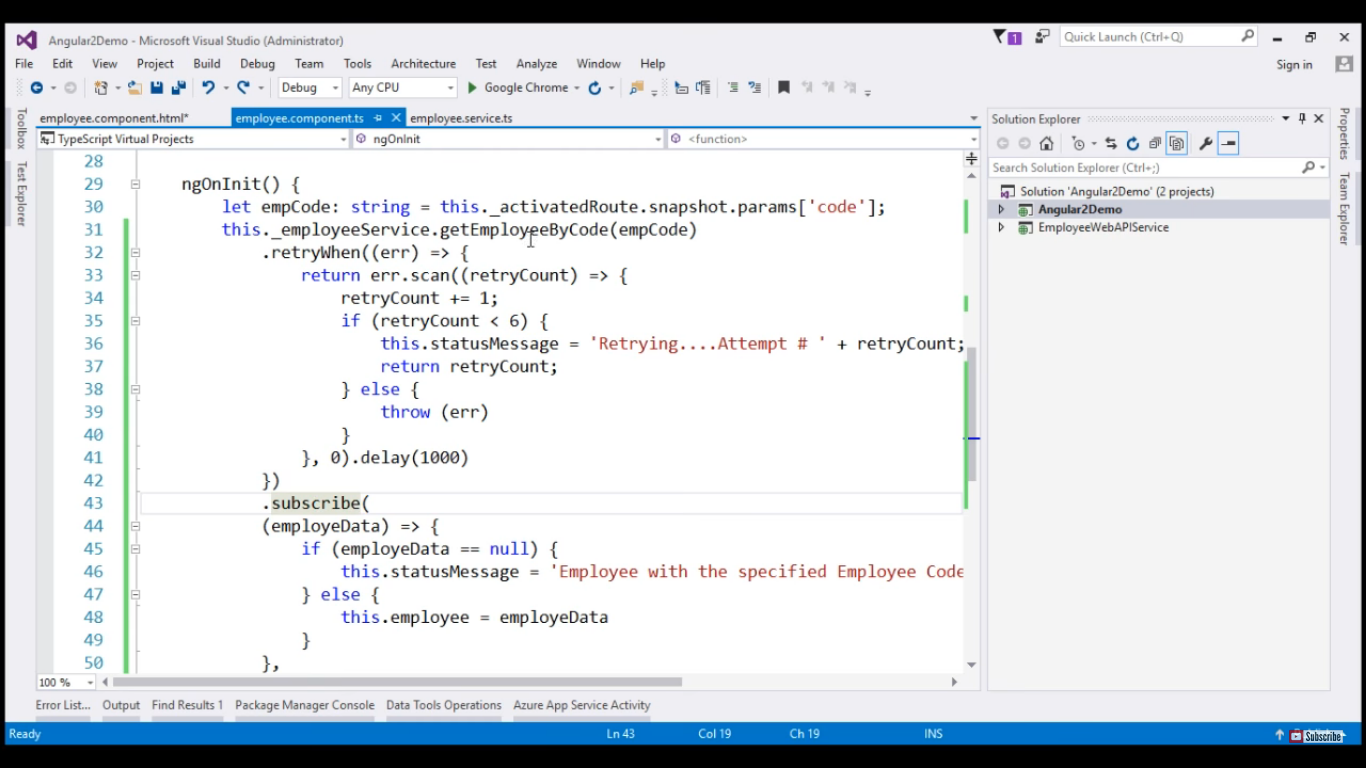 Angular2Demo - Microsoft Visual Studio (Administrator)
1
Quick Launch (Ctrl+Q)
File Edit View Project Build Debug Team Tools Architecture Test Analyze Window Help
Sign in
Debug Any CPU Google Chrome
Toolbox
Test Explorer
employee.component.html* employee.component.ts employee.service.ts
TypeScript Virtual Projects ngOnInit <function>
28
29 ngOnInit() {
30 let empCode: string = this._activatedRoute.snapshot.params['code'];
31 this._employeeService.getEmployeeByCode(empCode)
32 .retryWhen((err) => {
33 return err.scan((retryCount) => {
34 retryCount += 1;
35 if (retryCount < 6) {
36 this.statusMessage = 'Retrying....Attempt # ' + retryCount;
37 return retryCount;
38 } else {
39 throw (err)
40 }
41 }, 0).delay(1000)
42 })
43 .subscribe(
44 (employeData) => {
45 if (employeData == null) {
46 this.statusMessage = 'Employee with the specified Employee Code
47 } else {
48 this.employee = employeData
49 }
50 },
100 %
Solution Explorer
Search Solution Explorer (Ctrl+;)
Solution 'Angular2Demo' (2 projects)
Angular2Demo
EmployeeWebAPIService
Properties
Team Explorer
Error List... Output Find Results 1 Package Manager Console Data Tools Operations Azure App Service Activity
Ready Ln 43 Col 19 Ch 19 INS
Subscribe